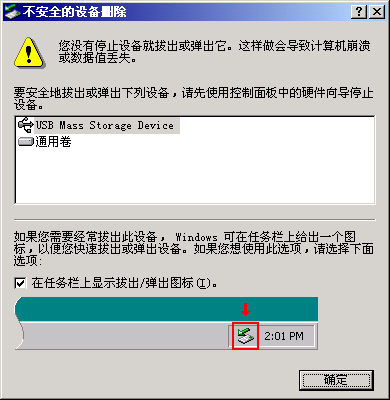 不安全的设备删除
您没有停止设备就拔出或弹出它。这样做会导致计算机崩溃
或数据值丢失。
要安全地拔出或弹出下列设备，请先使用控制面板中的硬件向导停止
设备。
USB Mass Storage Device
通用卷
如果您需要经常拔出此设备， Windows 可在任务栏上给出一个图
标，以便您快速拔出或弹出设备。如果您想使用此选项，请选择下面
选项:
在任务栏上显示拔出/弹出图标(I)。
2:01 PM
确定